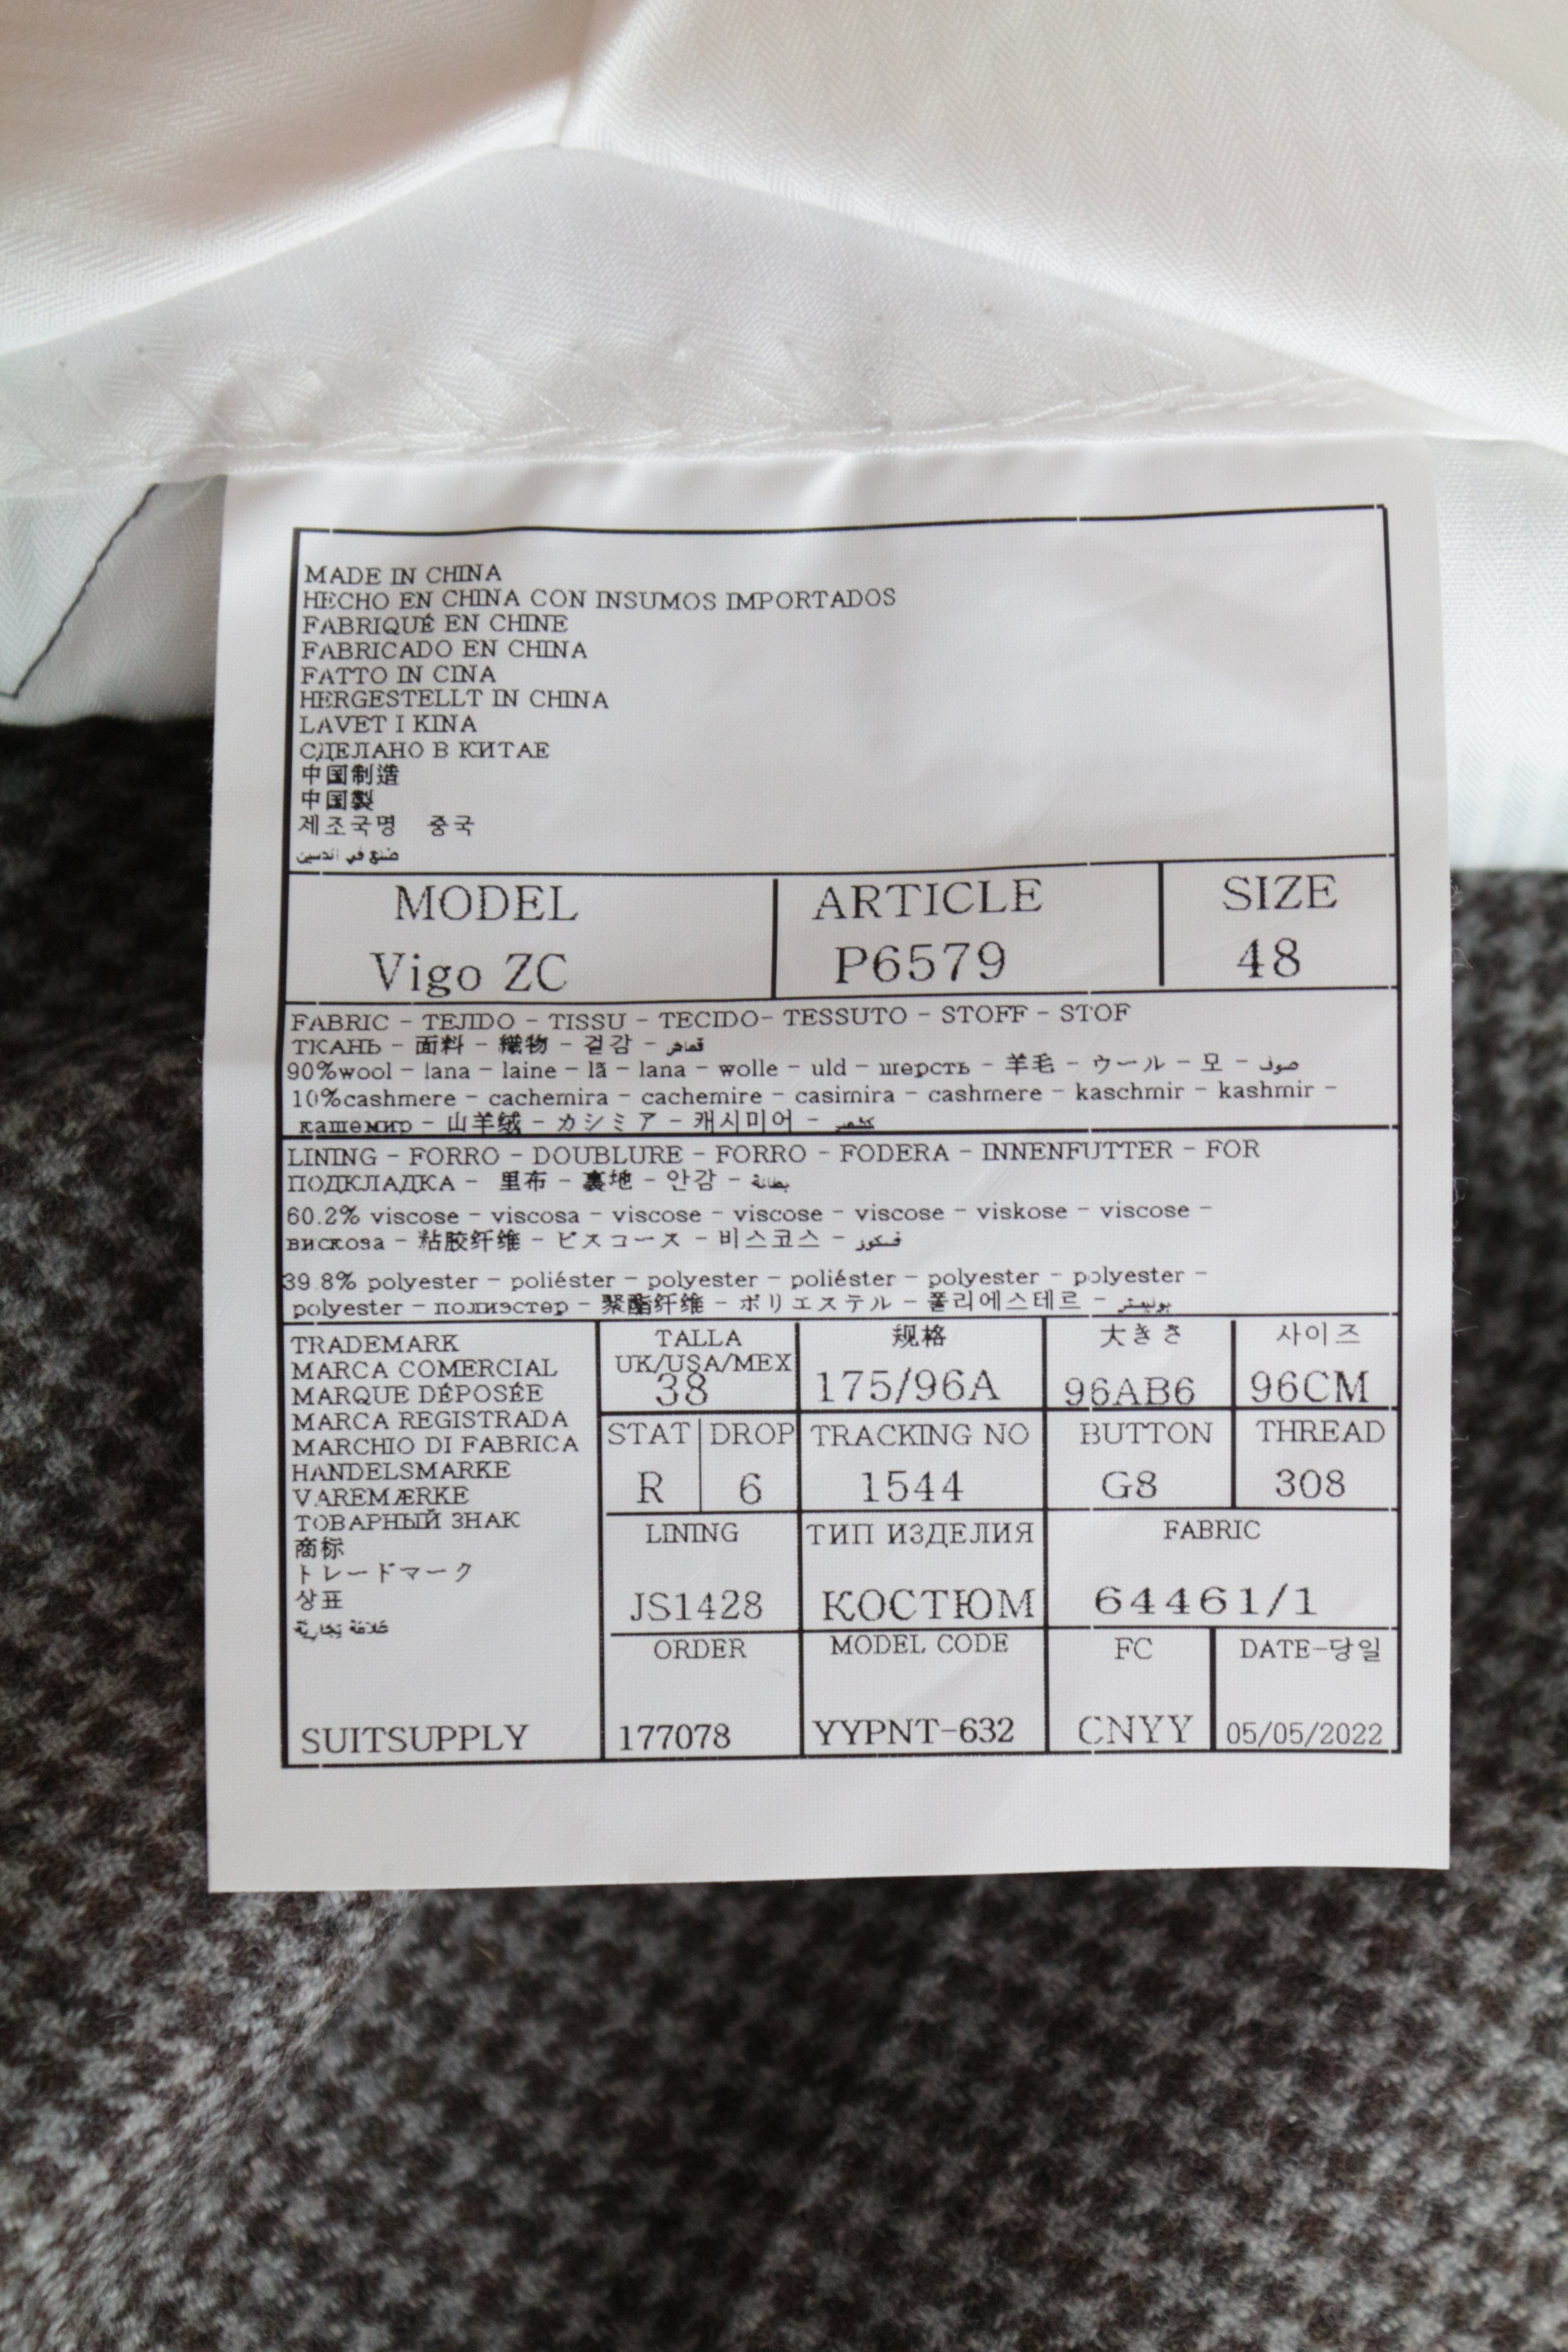 MADE IN CHINA
HECHO EN CHINA CON INSUMOS IMPORTADOS
FABRIQUÉ EN CHINE
FABRICADO EN CHINA
FATTO IN CINA
HERGESTELLT IN CHINA
LAVET I KINA
СДЕЛАНО В КИТАЕ
中国制造
中国製
제조국명 중국
صنع في الصين
MODEL ARTICLE SIZE
Vigo ZC P6579 48
FABRIC - TEJIDO - TISSU - TECIDO- TESSUTO - STOFF - STOF
ТКАНЬ - 面料 - 織物 - 겉감 - قماش
90%wool - lana - laine - lã - lana - wolle - uld - шерсть - 羊毛 - ウール - 모 - صوف
10%cashmere - cachemira - cachemire - casimira - cashmere - kaschmir - kashmir -
кашемир - 山羊绒 - カシミア - 캐시미어 -
LINING - FORRO - DOUBLURE - FORRO - FODERA - INNENFUTTER - FOR
ПОДКЛАДКА - 里布 - 裏地 - 안감 - بطانة
60.2% viscose - viscosa - viscose - viscose - viscose - viskose - viscose -
вискоза - 粘胶纤维 - ビスコース - 비스코스 - فسكوز
39.8% polyester - poliéster - polyester - poliéster - polyester - polyester -
polyester - полиэстер - 聚酯纤维 - ポリエステル - 폴리에스테르 -
TRADEMARK
MARCA COMERCIAL
MARQUE DÉPOSÉE
MARCA REGISTRADA
MARCHIO DI FABRICA
HANDELSMARKE
VAREMÆRKE
ТОВАРНЫЙ ЗНАК
商标
トレードマーク
상표
علامة تجارية
SUITSUPPLY
TALLA 规格 大きさ 사이즈
UK/USA/MEX
38 175/96A 96AB6 96CM
STAT DROP TRACKING NO BUTTON THREAD
R 6 1544 G8 308
LINING ТИП ИЗДЕЛИЯ FABRIC
JS1428 КОСТЮМ 64461/1
ORDER MODEL CODE FC DATE-당일
177078 YYPNT-632 CNYY 05/05/2022